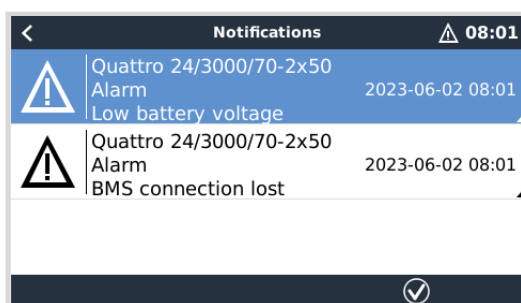 Notifications 08:01
Quattro 24/3000/70-2x50
Alarm 2023-06-02 08:01
Low battery voltage
Quattro 24/3000/70-2x50
Alarm 2023-06-02 08:01
BMS connection lost